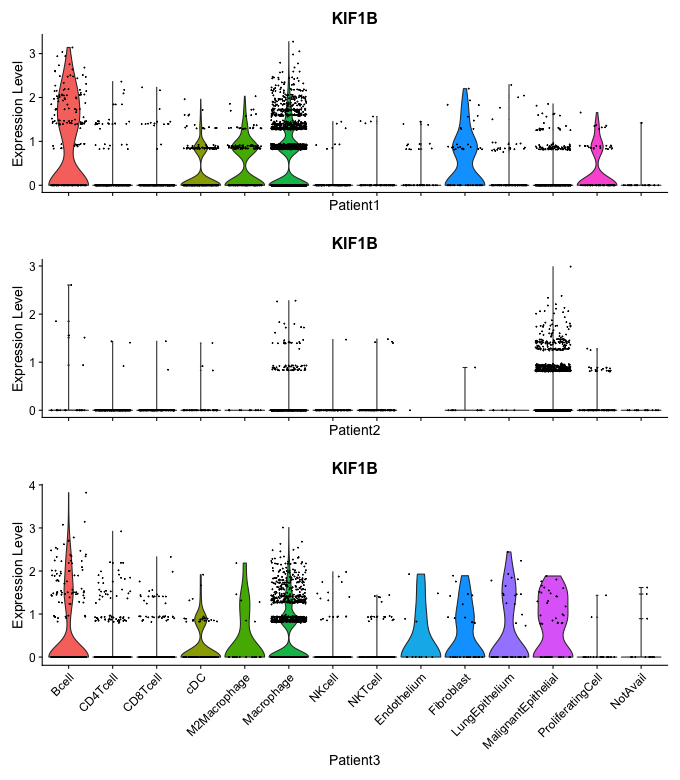 KIF1B
Expression Level
3
2
1
0
Patient1
KIF1B
Expression Level
3
2
1
0
Patient2
KIF1B
Expression Level
4
3
2
1
0
Bcell
CD4Tcell
CD8Tcell
cDC
M2Macrophage
Macrophage
NKcell
NKTcell
Endothelium
Fibroblast
LungEpithelium
MalignantEpithelial
ProliferatingCell
NotAvail
Patient3